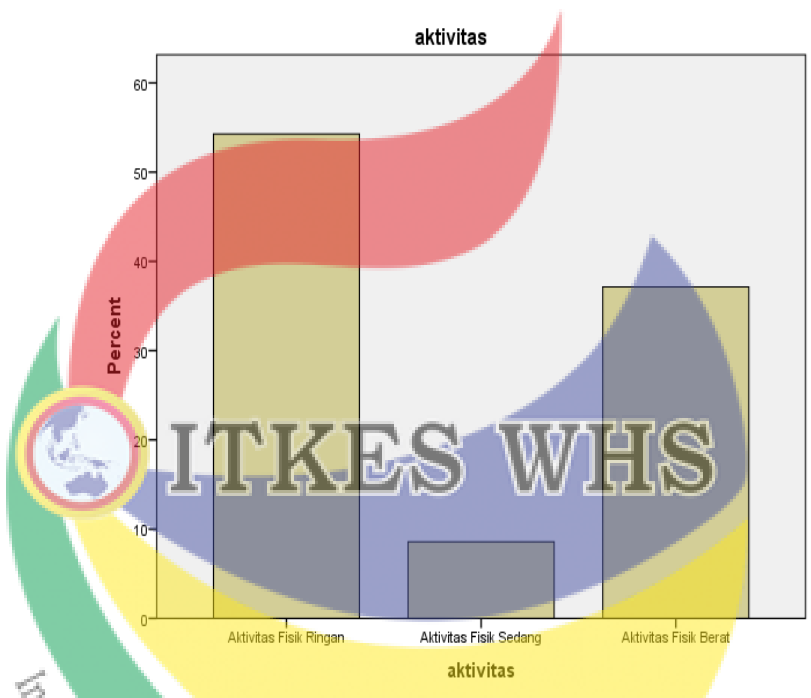 aktivitas
60
50
40
30
20
10
0
Percent
ITKES WHS
Aktivitas Fisik Ringan Aktivitas Fisik Sedang Aktivitas Fisik Berat
aktivitas
In